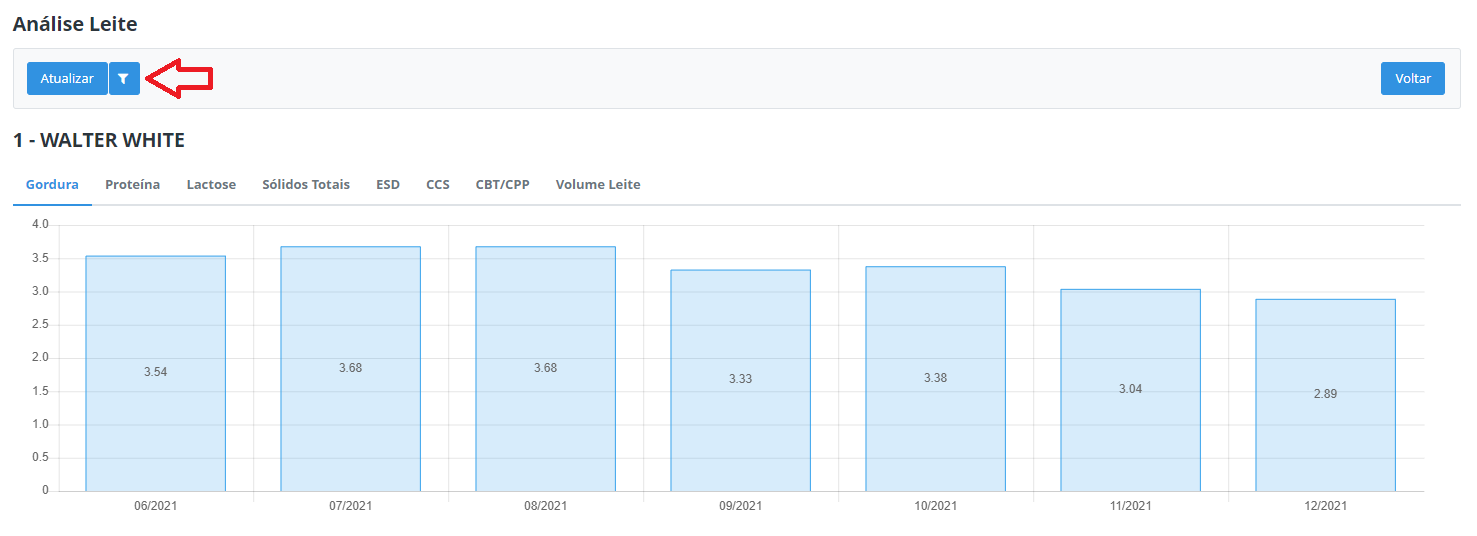 Análise Leite
Atualizar Voltar
1 - WALTER WHITE
Gordura Proteína Lactose Sólidos Totais ESD CCS CBT/CPP Volume Leite
4.0
3.5
3.0
2.5
2.0
1.5
1.0
0.5
0
3.54 3.68 3.68 3.33 3.38 3.04 2.89
06/2021 07/2021 08/2021 09/2021 10/2021 11/2021 12/2021